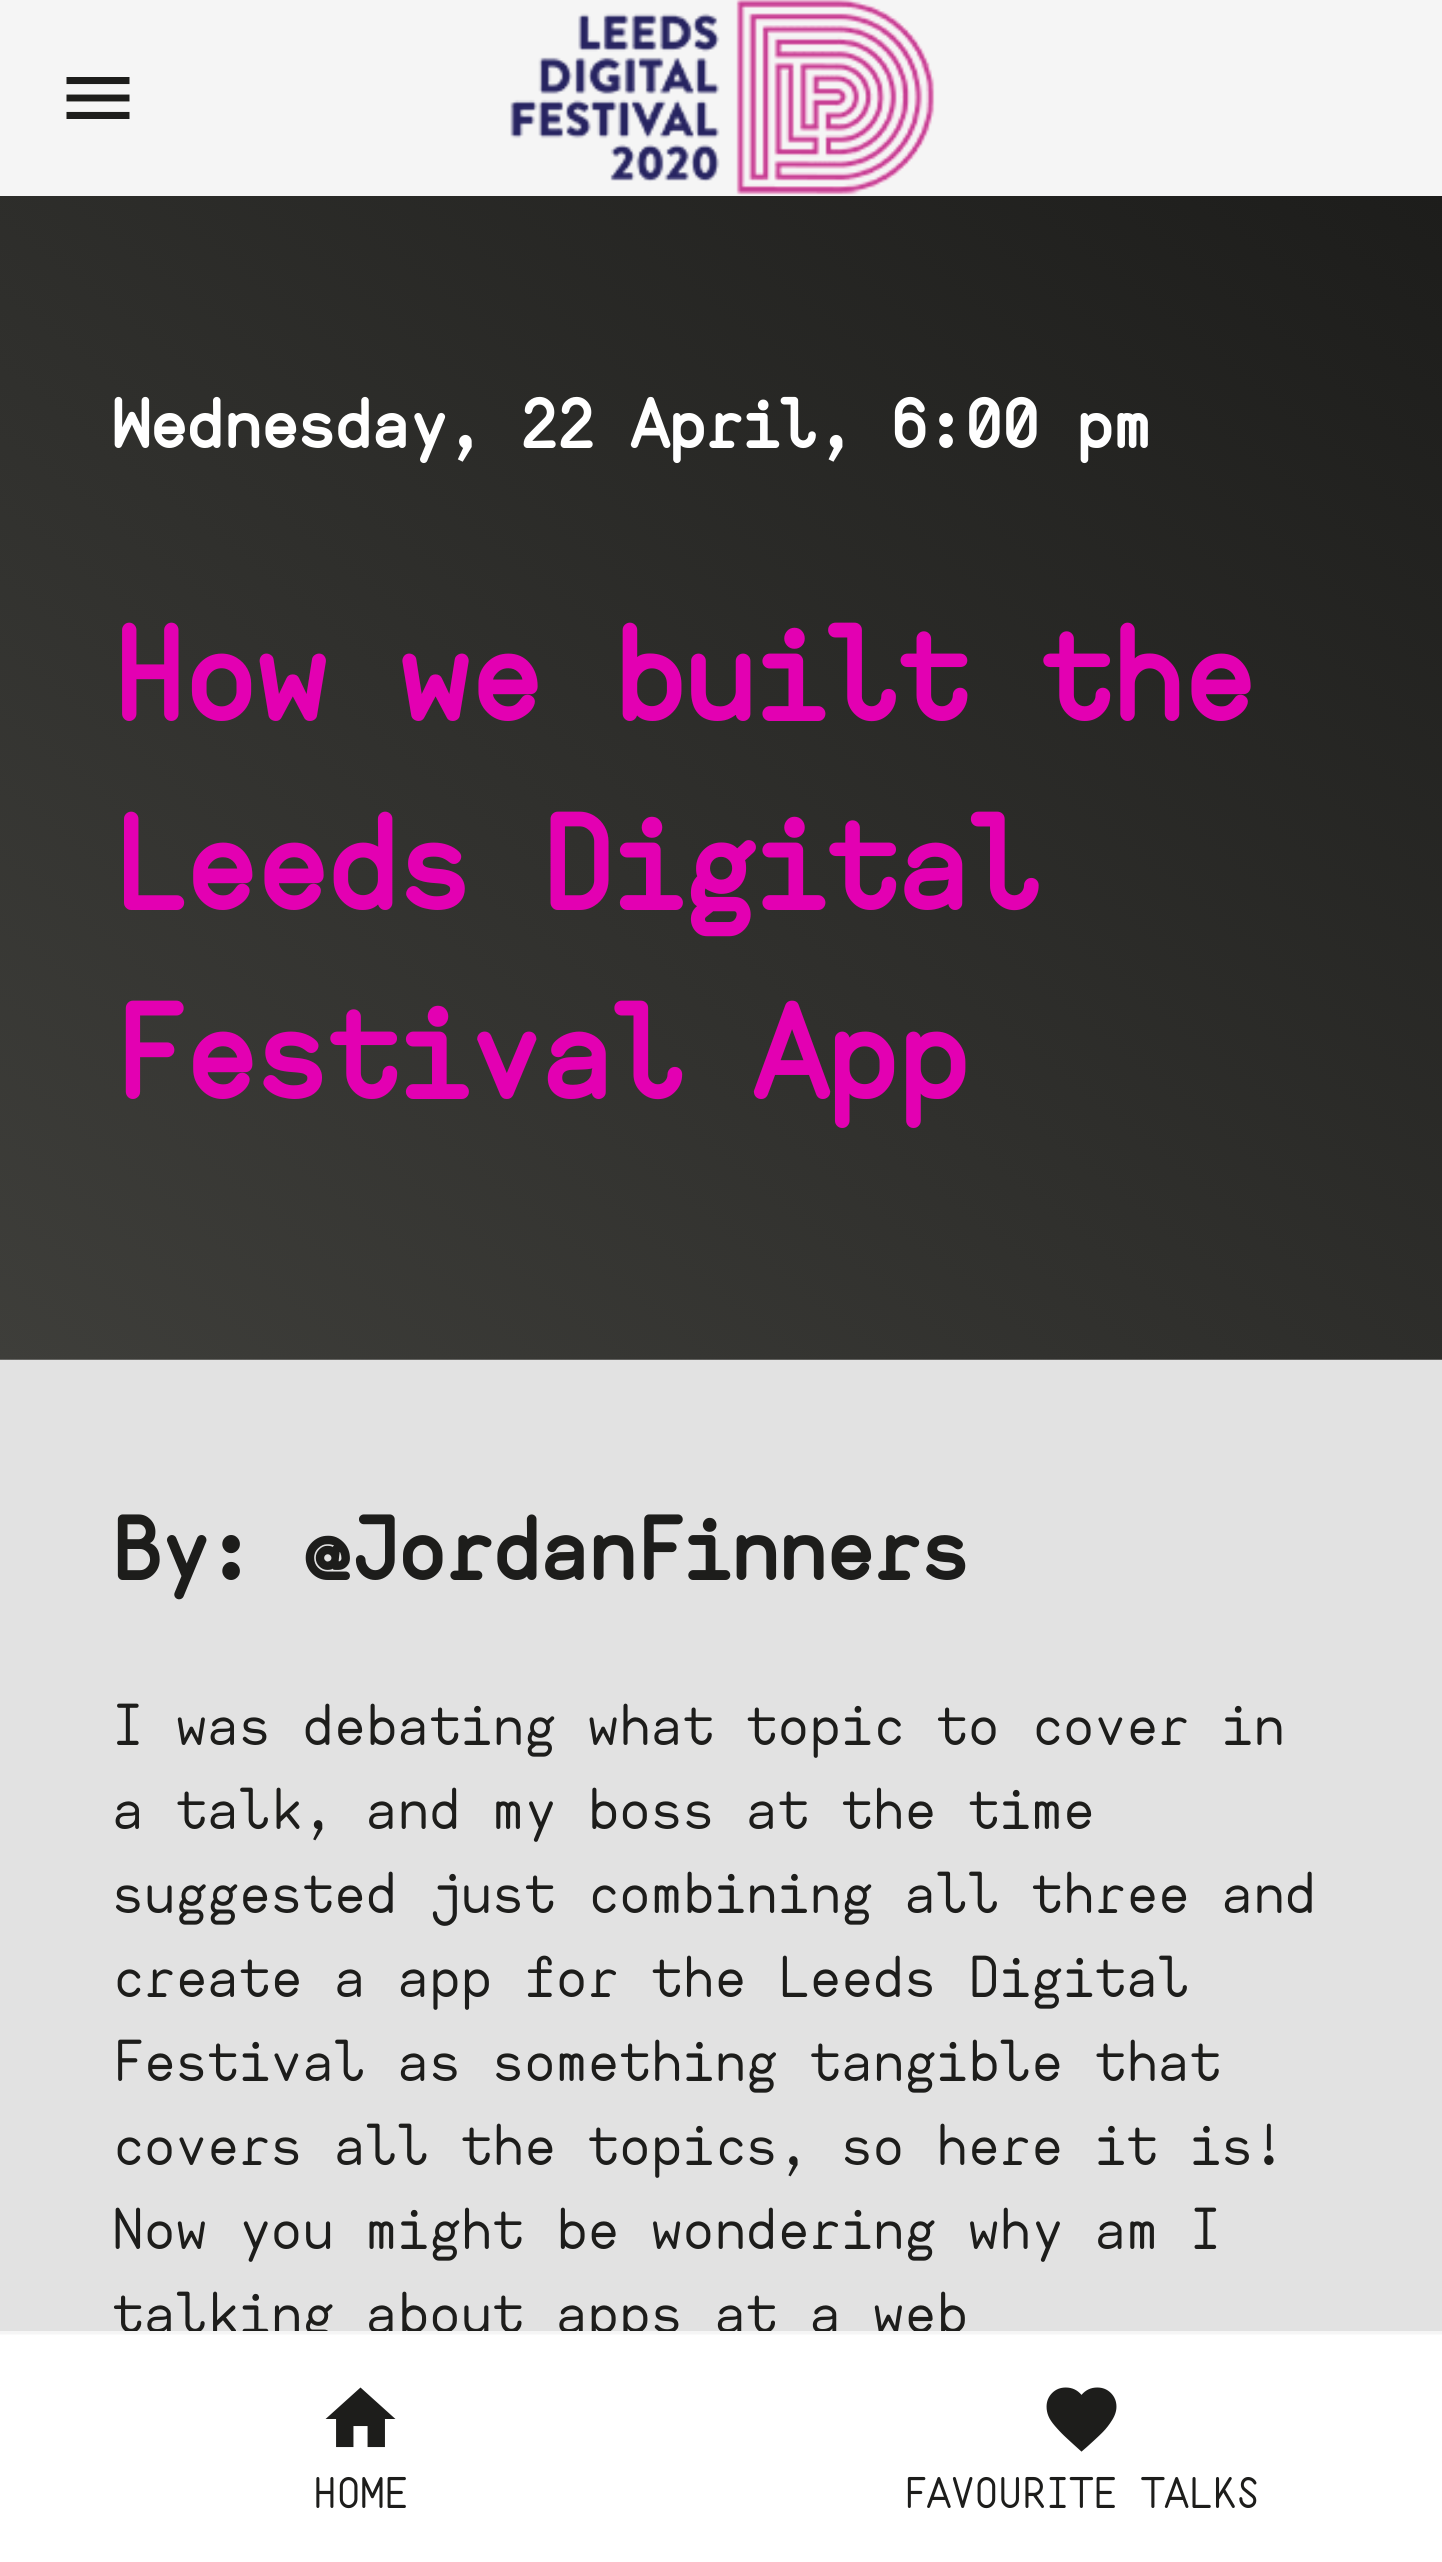 LEEDS
DIGITAL
FESTIVAL
2020
Wednesday, 22 April, 6:00 pm
How we built the
Leeds Digital
Festival App
By: @JordanFinners
I was debating what topic to cover in
a talk, and my boss at the time
suggested just combining all three and
create a app for the Leeds Digital
Festival as something tangible that
covers all the topics, so here it is!
Now you might be wondering why am I
talking about apps at a web
HOME
FAVOURITE TALKS